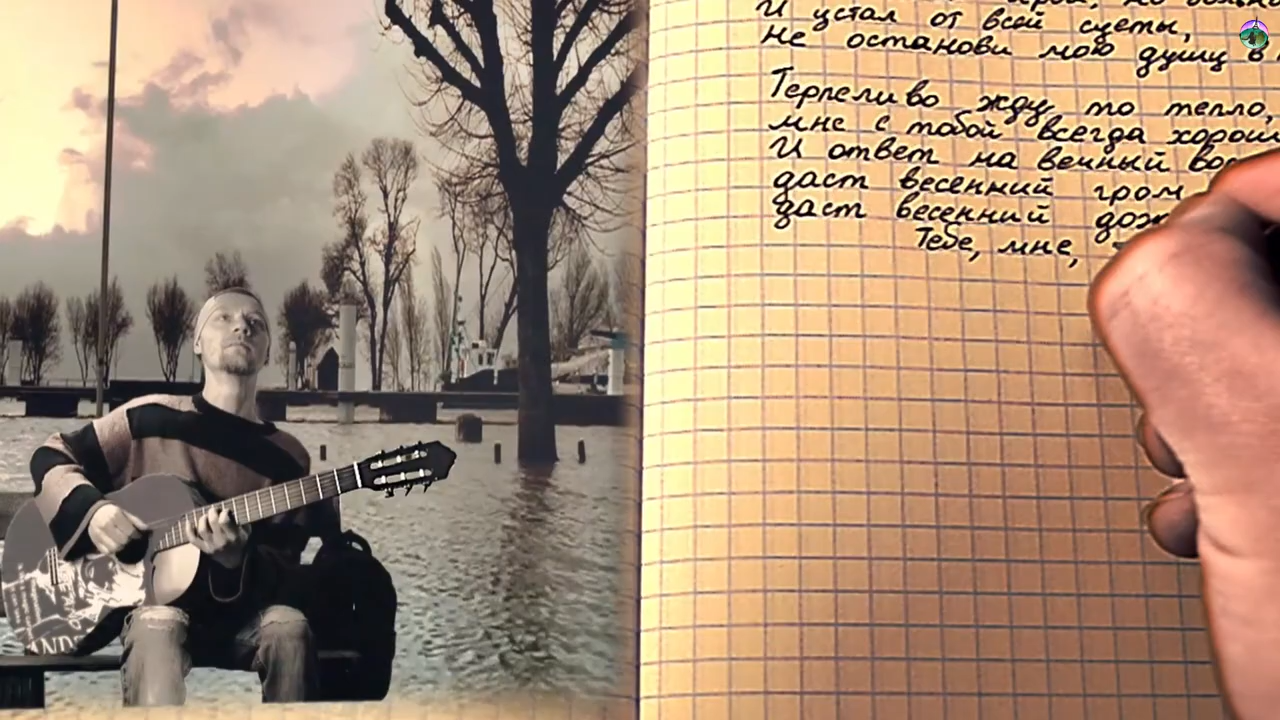 И устал от всей суеты,
не останови мою душу в
Терпеливо жду то тепло,
мне с тобой всегда хорошо
И ответ на вечный
даст весенний гром
даст весенний
Тебе, мне,